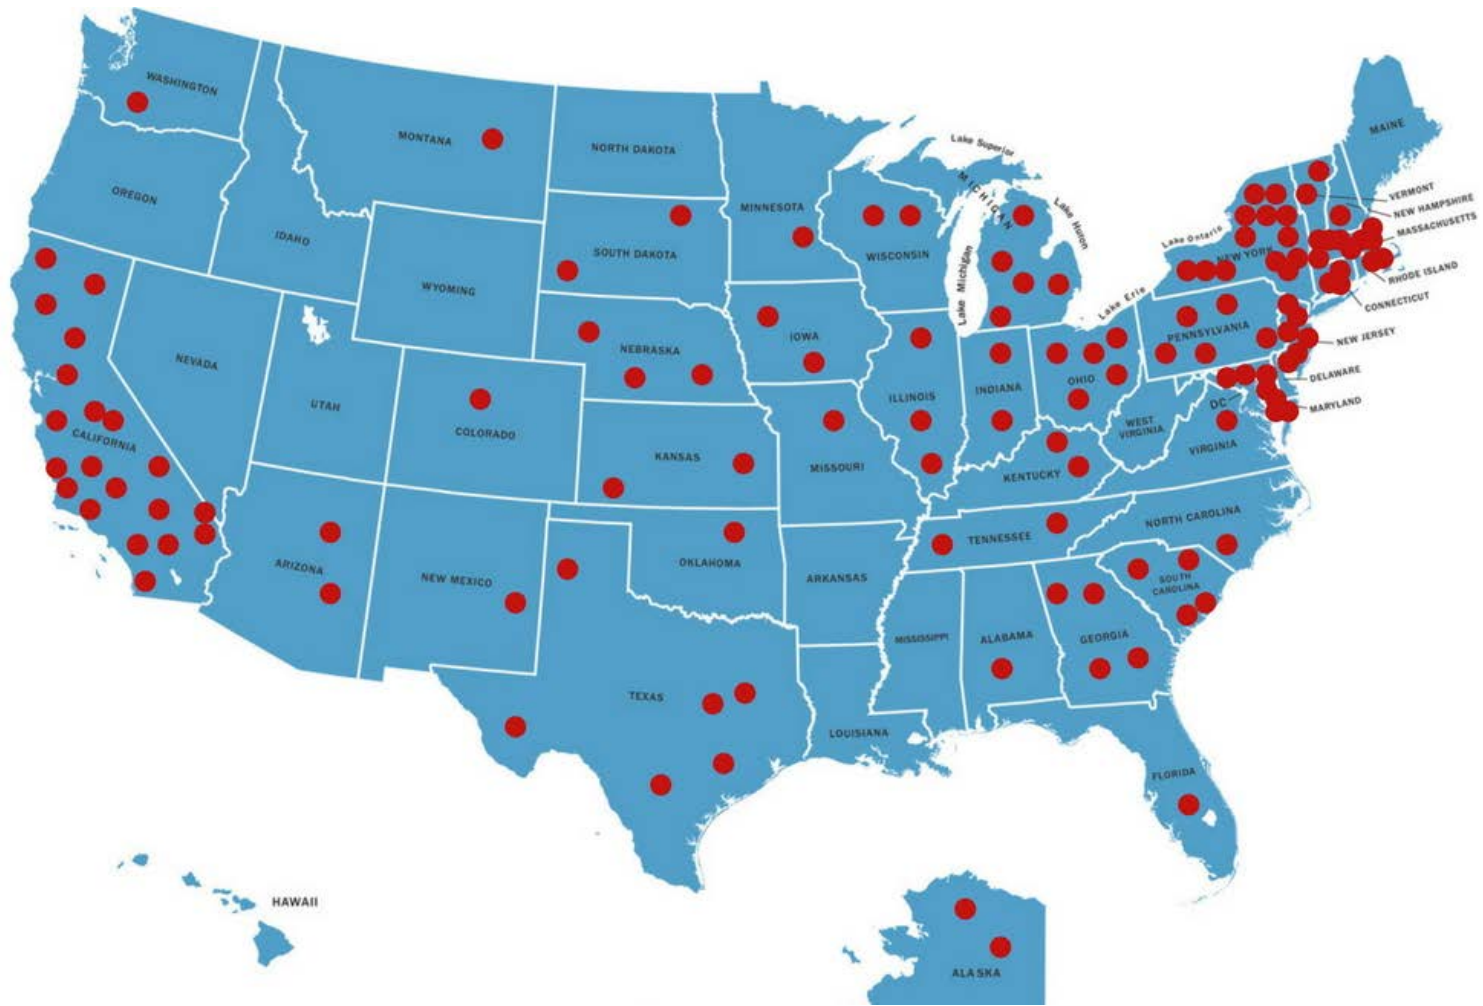 WASHINGTON
MONTANA
NORTH DAKOTA
MINNESOTA
Lake Superior
MICHIGAN
Lake Huron
MAINE
VERMONT
NEW HAMPSHIRE
MASSACHUSETTS
RHODE ISLAND
CONNECTICUT
OREGON
IDAHO
WYOMING
SOUTH DAKOTA
WISCONSIN
Lake Michigan
Lake Ontario
NEW YORK
Lake Erie
PENNSYLVANIA
NEW JERSEY
DELAWARE
MARYLAND
DC
NEVADA
UTAH
COLORADO
NEBRASKA
IOWA
ILLINOIS
INDIANA
OHIO
WEST
VIRGINIA
VIRGINIA
CALIFORNIA
KANSAS
MISSOURI
KENTUCKY
ARIZONA
NEW MEXICO
OKLAHOMA
ARKANSAS
TENNESSEE
NORTH CAROLINA
SOUTH
CAROLINA
TEXAS
LOUISIANA
MISSISSIPPI
ALABAMA
GEORGIA
FLORIDA
HAWAII
ALASKA